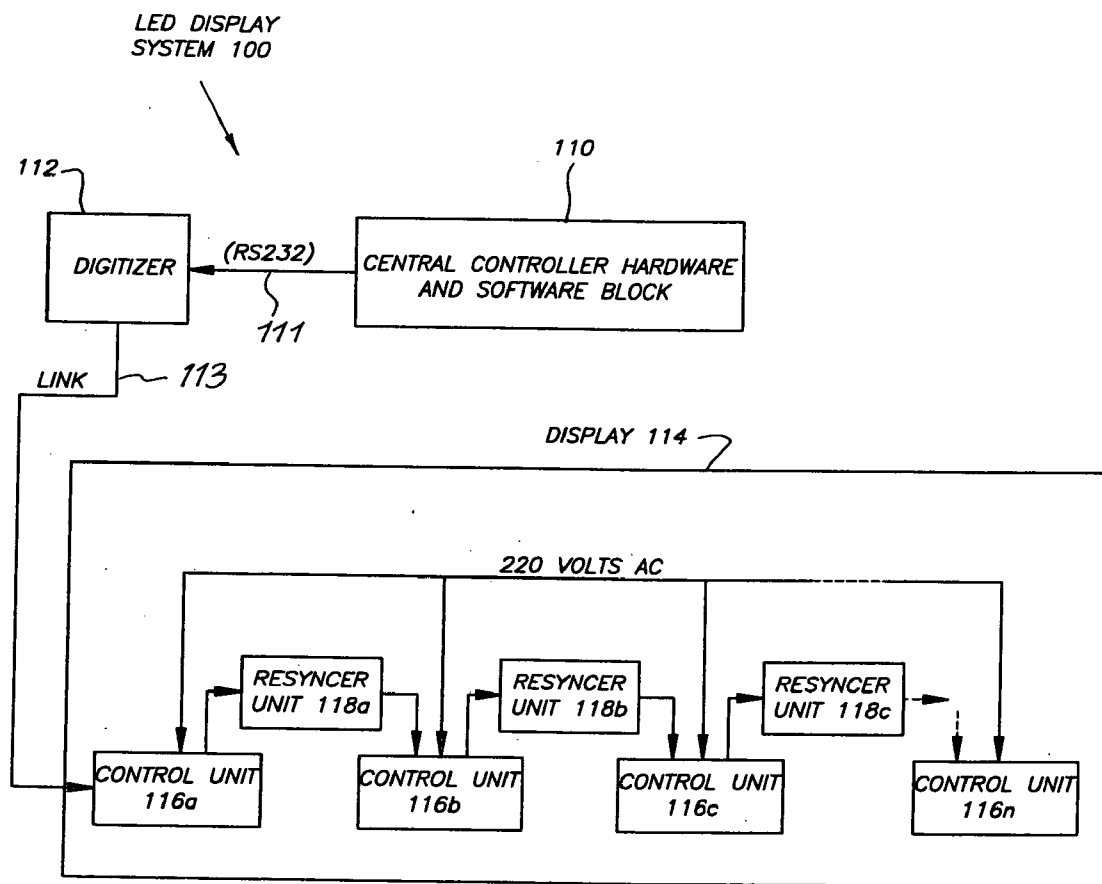 LED DISPLAY
SYSTEM 100
112
110
DIGITIZER
(RS232)
111
CENTRAL CONTROLLER HARDWARE
AND SOFTWARE BLOCK
LINK
113
DISPLAY 114
220 VOLTS AC
RESYNCER
UNIT 118a
RESYNCER
UNIT 118b
RESYNCER
UNIT 118c
CONTROL UNIT
116a
CONTROL UNIT
116b
CONTROL UNIT
116c
CONTROL UNIT
116n